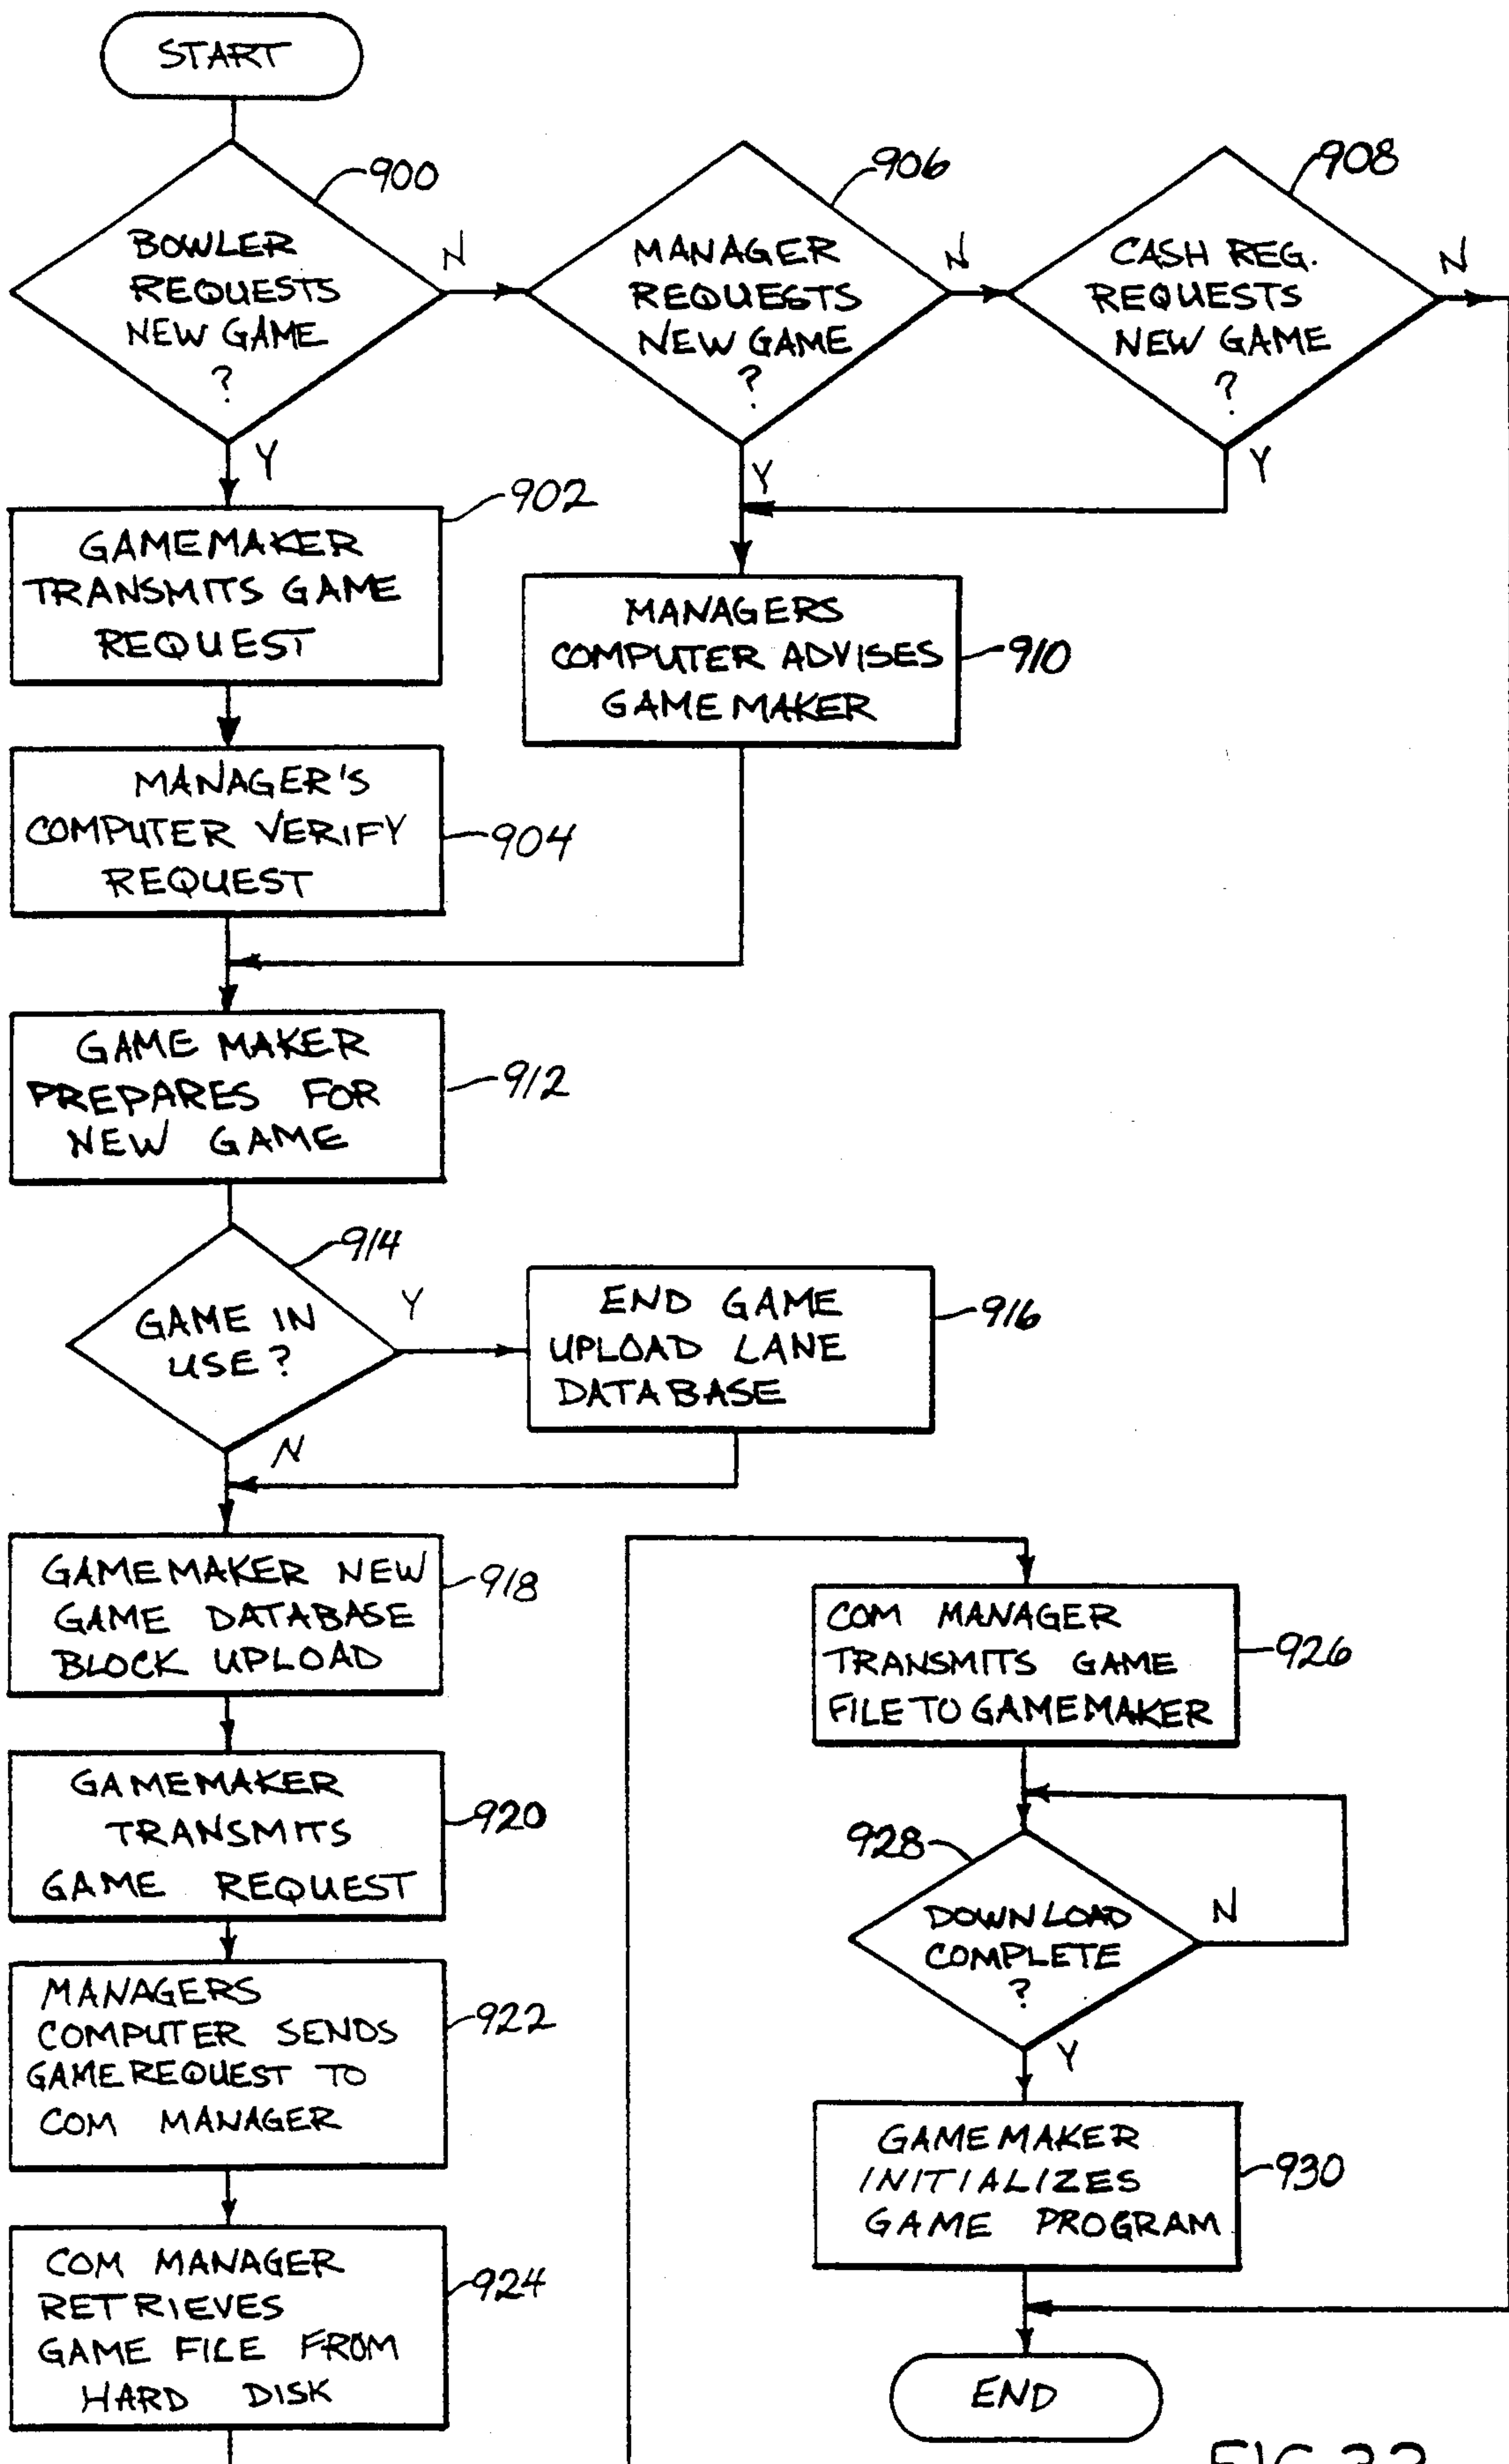 START
900
BOWLER
REQUESTS
NEW GAME
?
N
Y
906
MANAGER
REQUESTS
NEW GAME
?
N
Y
908
CASH REG.
REQUESTS
NEW GAME
?
N
Y
902
GAMEMAKER
TRANSMITS GAME
REQUEST
MANAGERS
COMPUTER ADVISES
GAME MAKER
910
MANAGER'S
COMPUTER VERIFY
REQUEST
904
GAME MAKER
PREPARES FOR
NEW GAME
912
914
GAME IN
USE?
Y
N
END GAME
UPLOAD LANE
DATABASE
916
GAMEMAKER NEW
GAME DATABASE
BLOCK UPLOAD
918
GAMEMAKER
TRANSMITS
GAME REQUEST
920
MANAGERS
COMPUTER SENDS
GAME REQUEST TO
COM MANAGER
922
COM MANAGER
RETRIEVES
GAME FILE FROM
HARD DISK
924
COM MANAGER
TRANSMITS GAME
FILE TO GAMEMAKER
926
928
DOWNLOAD
COMPLETE
?
N
Y
GAMEMAKER
INITIALIZES
GAME PROGRAM
930
END